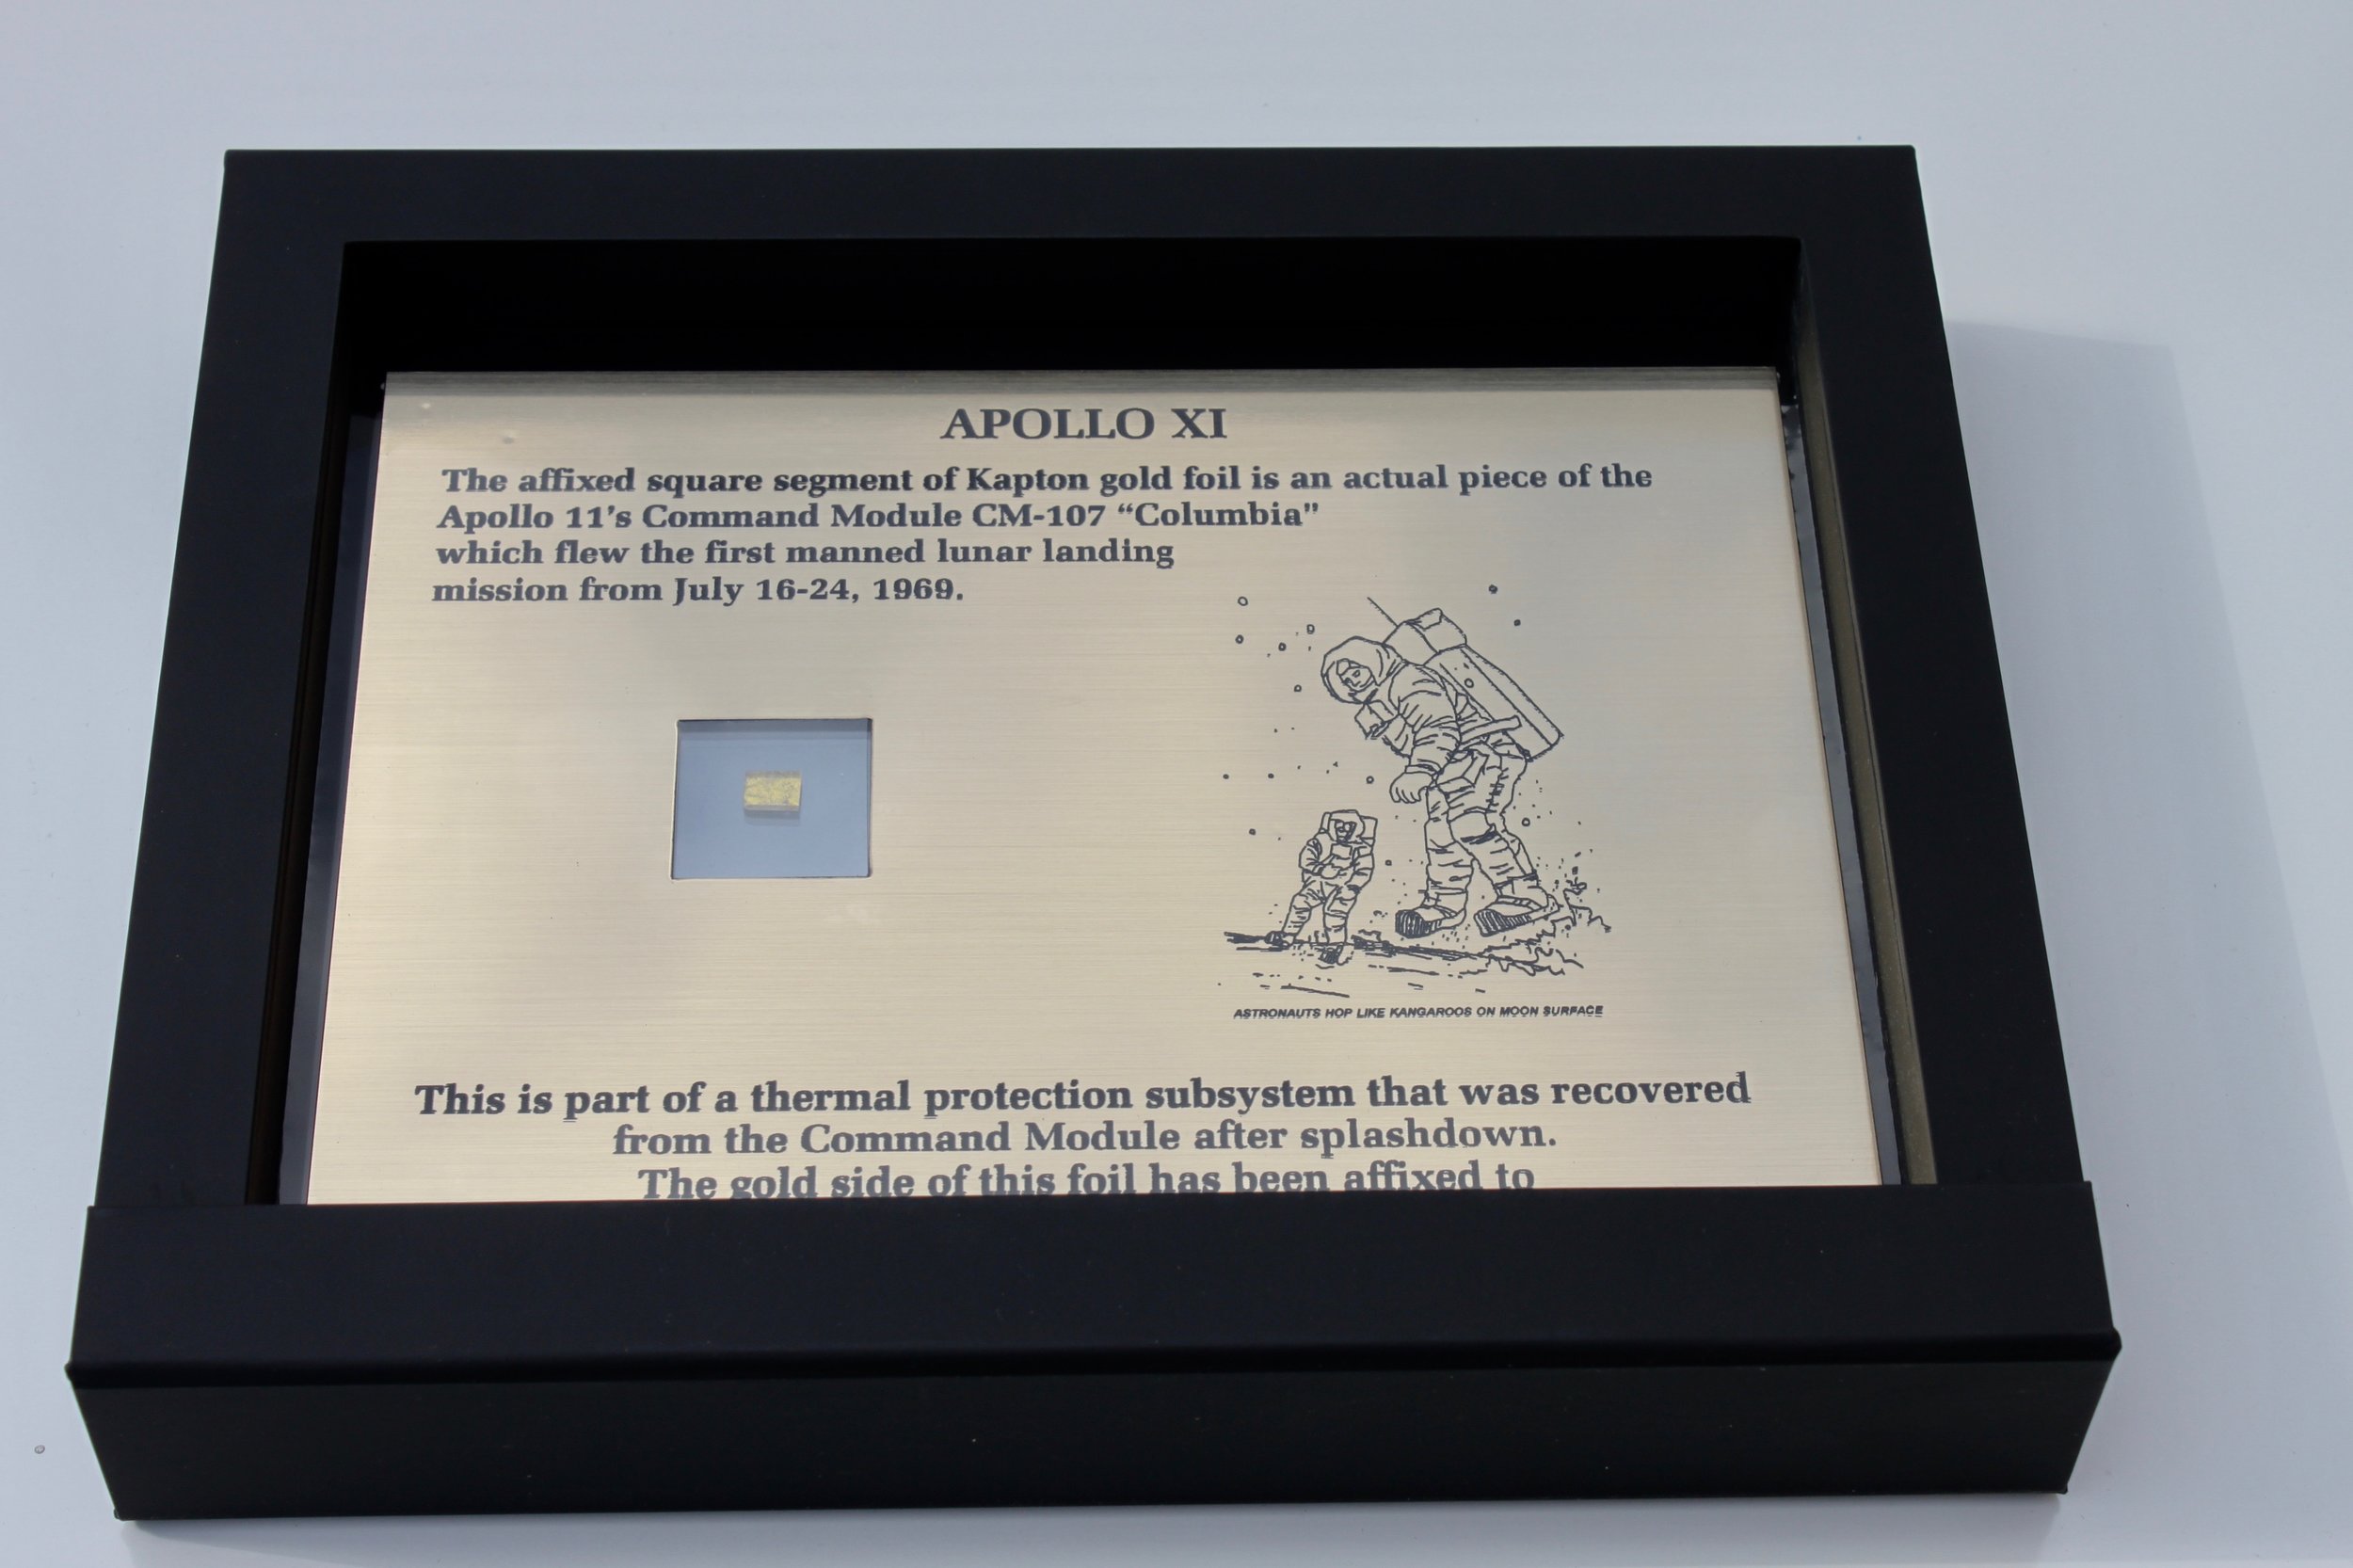 APOLLO XI
The affixed square segment of Kapton gold foil is an actual piece of the
Apollo 11's Command Module CM-107 “Columbia”
which flew the first manned lunar landing
mission from July 16-24, 1969.
ASTRONAUTS HOP LIKE KANGAROOS ON MOON SURFACE
This is part of a thermal protection subsystem that was recovered
from the Command Module after splashdown.
The gold side of this foil has been affixed to